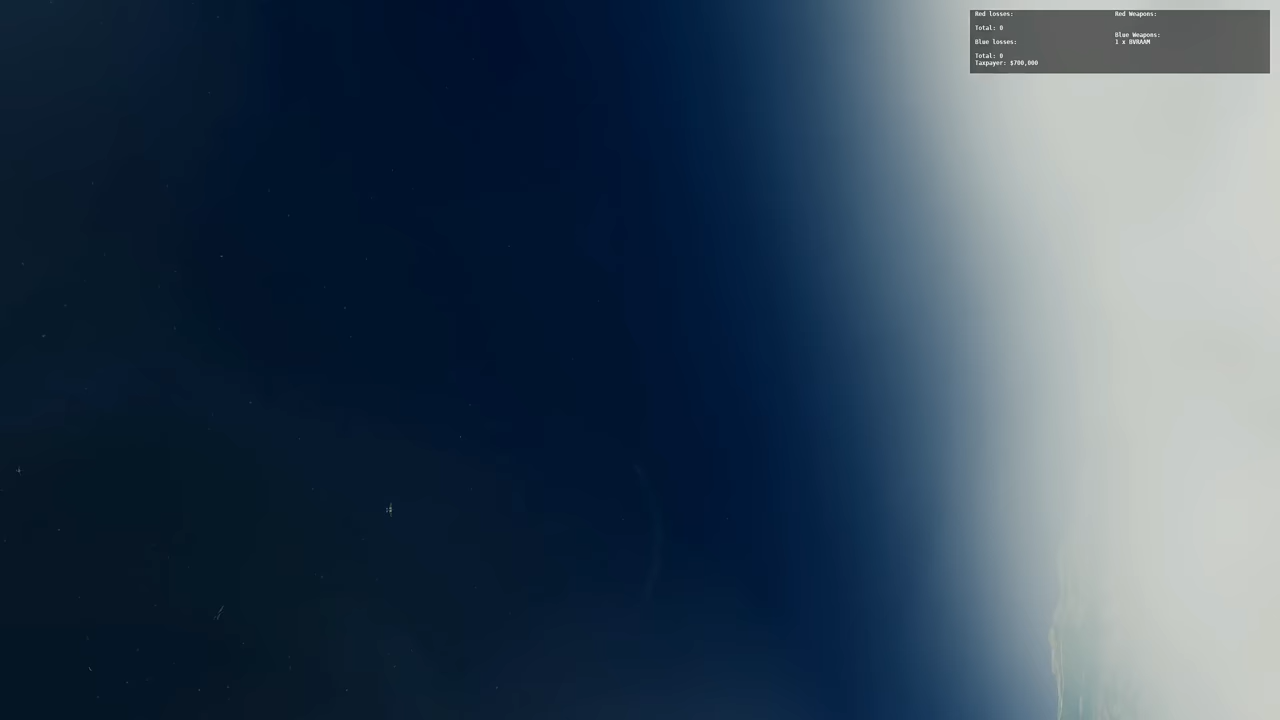 Red losses:
Total: 0
Blue losses:
Total: 0
Taxpayer: $700,000
Red Weapons:
Blue Weapons:
1 x BVRAAM